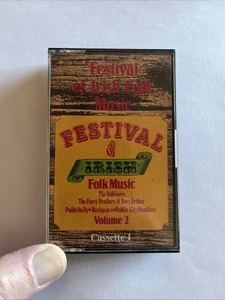 Festival
of Irish Folk
Music
FESTIVAL
OF
IRISH
Folk Music
The Dubliners
The Furey Brothers & Davy Arthur
Paddy Reilly • Barleycorn • Dublin City Ramblers
Volume 2
Cassette 1